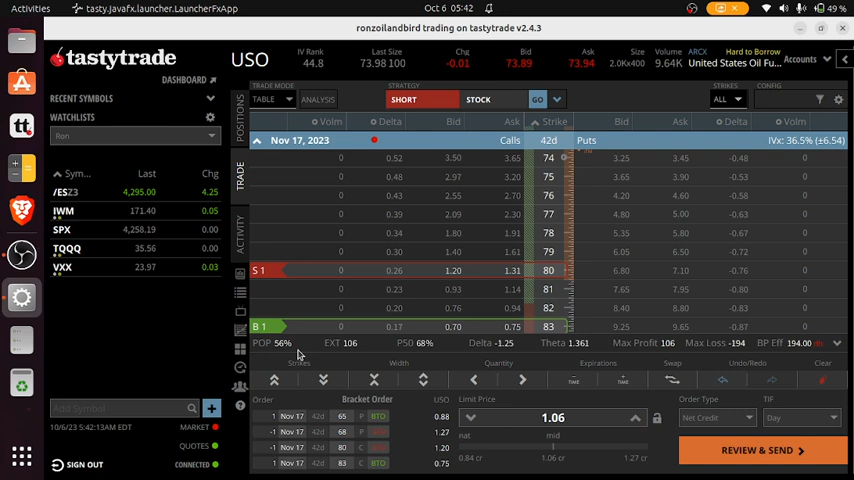 Activities
tasty.javafx.launcher.LauncherFxApp
Oct 6 05:42
49 %
ronzoilandbird trading on tastytrade v2.4.3
tastytrade
DASHBOARD
RECENT SYMBOLS
WATCHLISTS
Ron
Sym... Last Chg
/ESZ3 4,295.00 4.25
IWM 171.40 0.05
SPX 4,258.19 0.00
TQQQ 35.56 0.00
VXX 23.97 0.03
Add Symbol
10/6/23 5:42:13AM EDT MARKET
QUOTES
SIGN OUT CONNECTED
POSITIONS
TRADE
ACTIVITY
USO
IV Rank Last Size Chg Bid Ask Size Volume ARCX Hard to Borrow
44.8 73.98 100 -0.01 73.89 73.94 2.0Kx400 9.64K United States Oil Fu...
Accounts
TRADE MODE STRATEGY STRIKES CONFIG
TABLE ANALYSIS SHORT STOCK GO ALL
Volm Delta Bid Ask Strike Bid Ask Delta Volm
Nov 17, 2023 Calls 42d Puts IVx: 36.5% (±6.54)
0 0.52 3.50 3.65 74 3.25 3.45 -0.48 0
0 0.48 2.97 3.20 75 3.65 3.90 -0.53 0
0 0.43 2.55 2.70 76 4.20 4.60 -0.58 0
0 0.39 2.09 2.30 77 4.80 5.00 -0.63 0
0 0.34 1.80 1.91 78 5.35 5.80 -0.67 0
0 0.30 1.40 1.61 79 6.05 6.50 -0.72 0
S 1 0 0.26 1.20 1.31 80 6.80 7.10 -0.76 0
0 0.23 0.93 1.14 81 7.65 7.95 -0.80 0
0 0.20 0.76 0.94 82 8.40 8.80 -0.83 0
B 1 0 0.17 0.70 0.75 83 9.25 9.65 -0.87 0
POP 56% EXT 106 P50 68% Delta -1.25 Theta 1.361 Max Profit 106 Max Loss -194 BP Eff 194.00
Strikes Width Quantity Expirations Swap Undo/Redo Clear
TIME TIME
Order Bracket Order USO Limit Price Order Type TIF
1 Nov 17 42d 65 P BTO 0.88
-1 Nov 17 42d 68 P 1.27
-1 Nov 17 42d 80 C 1.20
1 Nov 17 42d 83 C BTO 0.75
1.06
Net Credit
Day
nat mid
0.84 cr 1.06 cr 1.27 cr
REVIEW & SEND